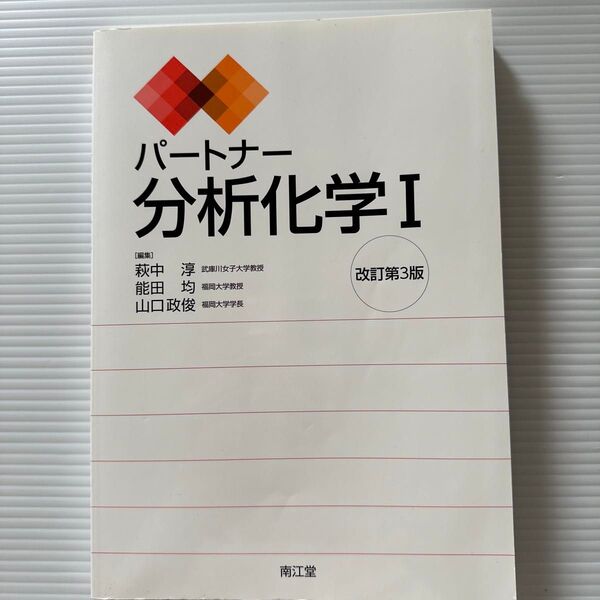 パートナー
分析化学Ⅰ
[編集]
萩中 淳 武庫川女子大学教授
能田 均 福岡大学教授
山口政俊 福岡大学学長
改訂第3版
南江堂